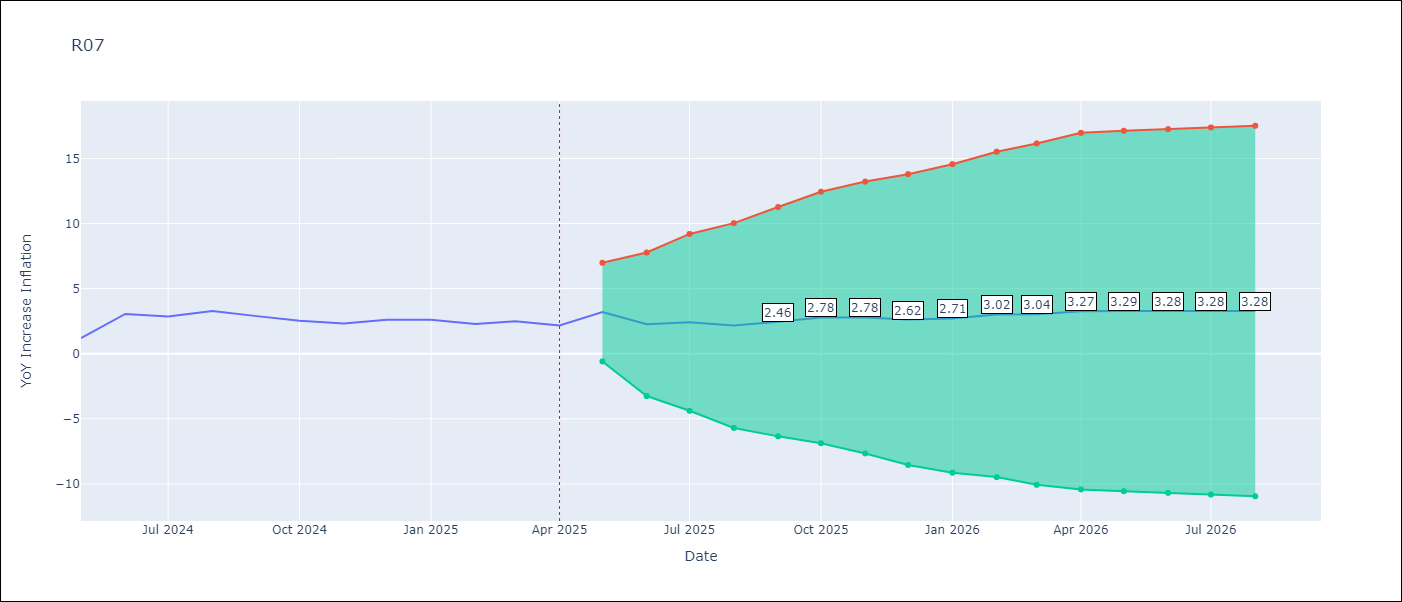 R07
YoY Increase Inflation
15
10
5
0
−5
−10
2.46
2.78
2.78
2.62
2.71
3.02
3.04
3.27
3.29
3.28
3.28
3.28
Jul 2024
Oct 2024
Jan 2025
Apr 2025
Jul 2025
Oct 2025
Jan 2026
Apr 2026
Jul 2026
Date